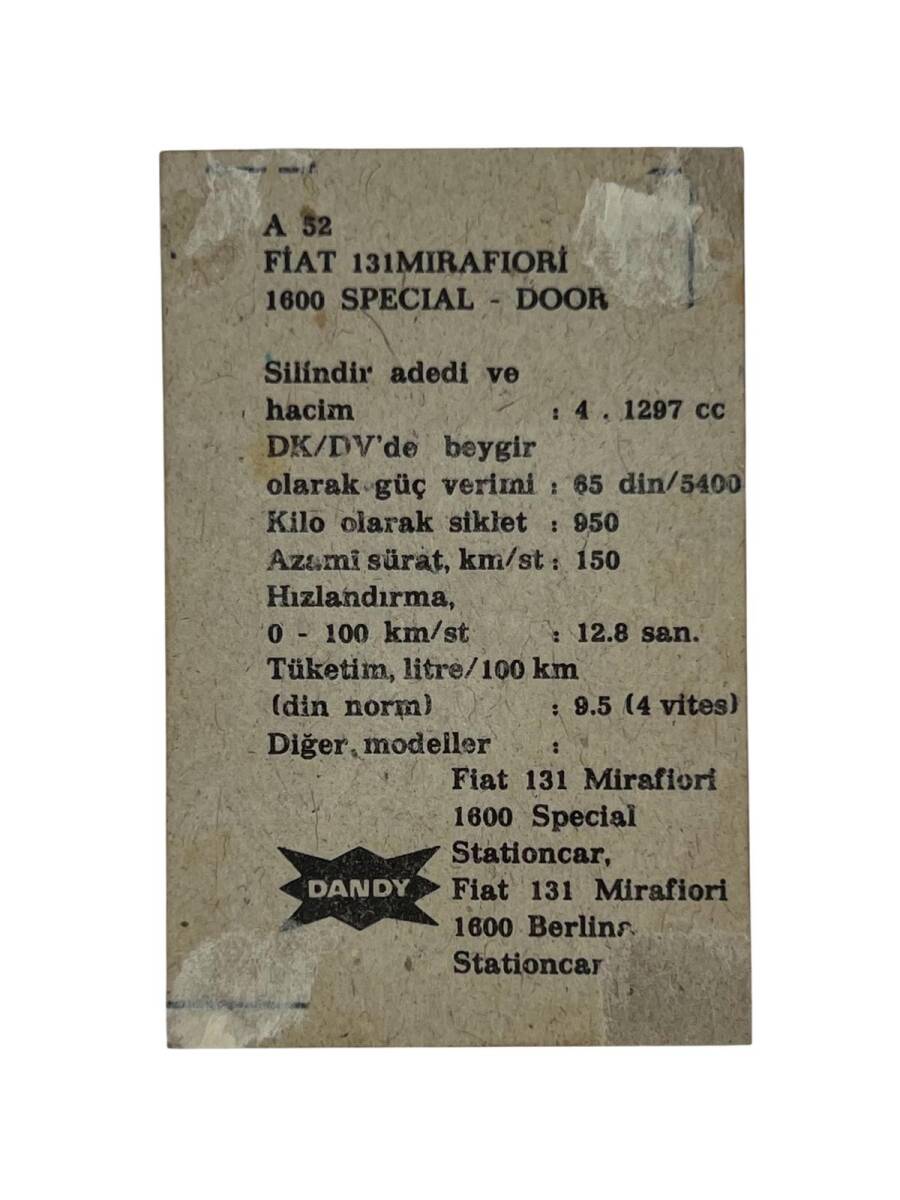 A 52
FİAT 131MIRAFIORİ
1600 SPECIAL - DOOR
Silíndir adedi ve
hacim : 4 . 1297 cc
DK/DV'de beygir
olarak güç verimi : 65 din/5400
Kilo olarak siklet : 950
Azamî sürat, km/st : 150
Hızlandırma,
0 - 100 km/st : 12.8 san.
Tüketim, litre/100 km
(din norm) : 9.5 (4 vites)
Diğer modeller :
Fiat 131 Mirafiori
1600 Special
Stationcar,
Fiat 131 Mirafiori
1600 Berlina
Stationcar
DANDY